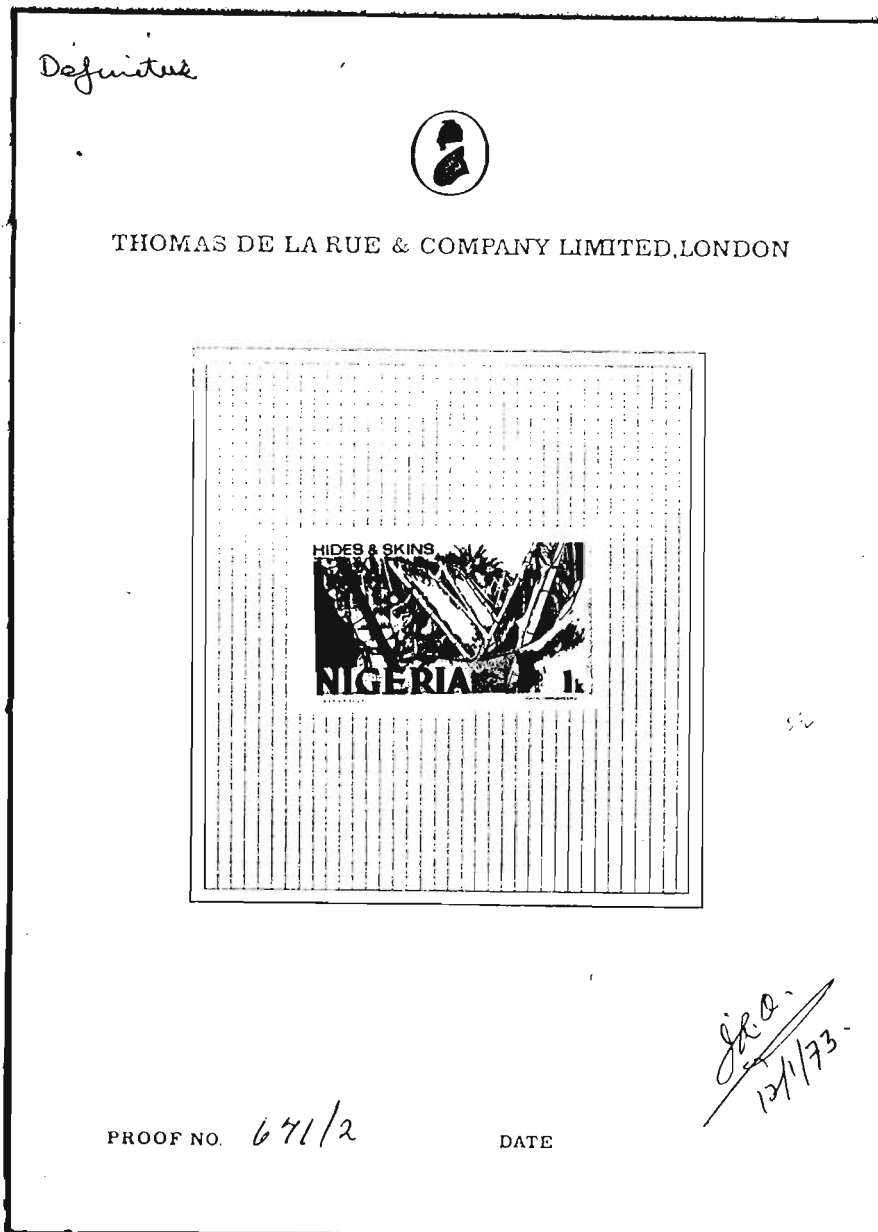 Definitive
THOMAS DE LA RUE & COMPANY LIMITED,LONDON
HIDES & SKINS
NIGERIA 1k
12/1/73
PROOF NO. 671/2 DATE